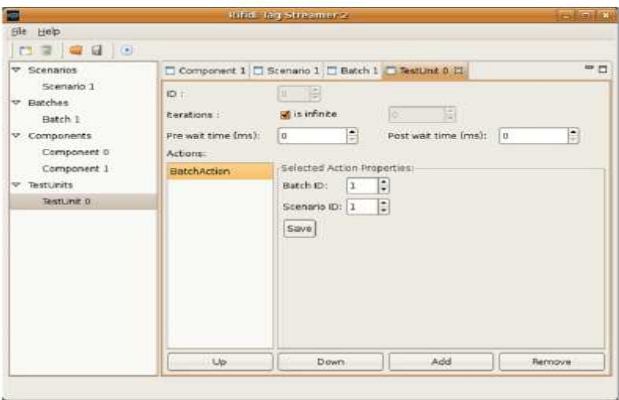 Rifidi Tag Streamer 2
File Help
Scenarios
Scenario 1
Batches
Batch 1
Components
Component 0
Component 1
TestUnits
TestUnit 0
Component 1 Scenario 1 Batch 1 TestUnit 0
ID : 0
Iterations : is infinite 0
Pre wait time (ms): 0 Post wait time (ms): 0
Actions:
BatchAction
Selected Action Properties:
Batch ID: 1
Scenario ID: 1
Save
Up Down Add Remove